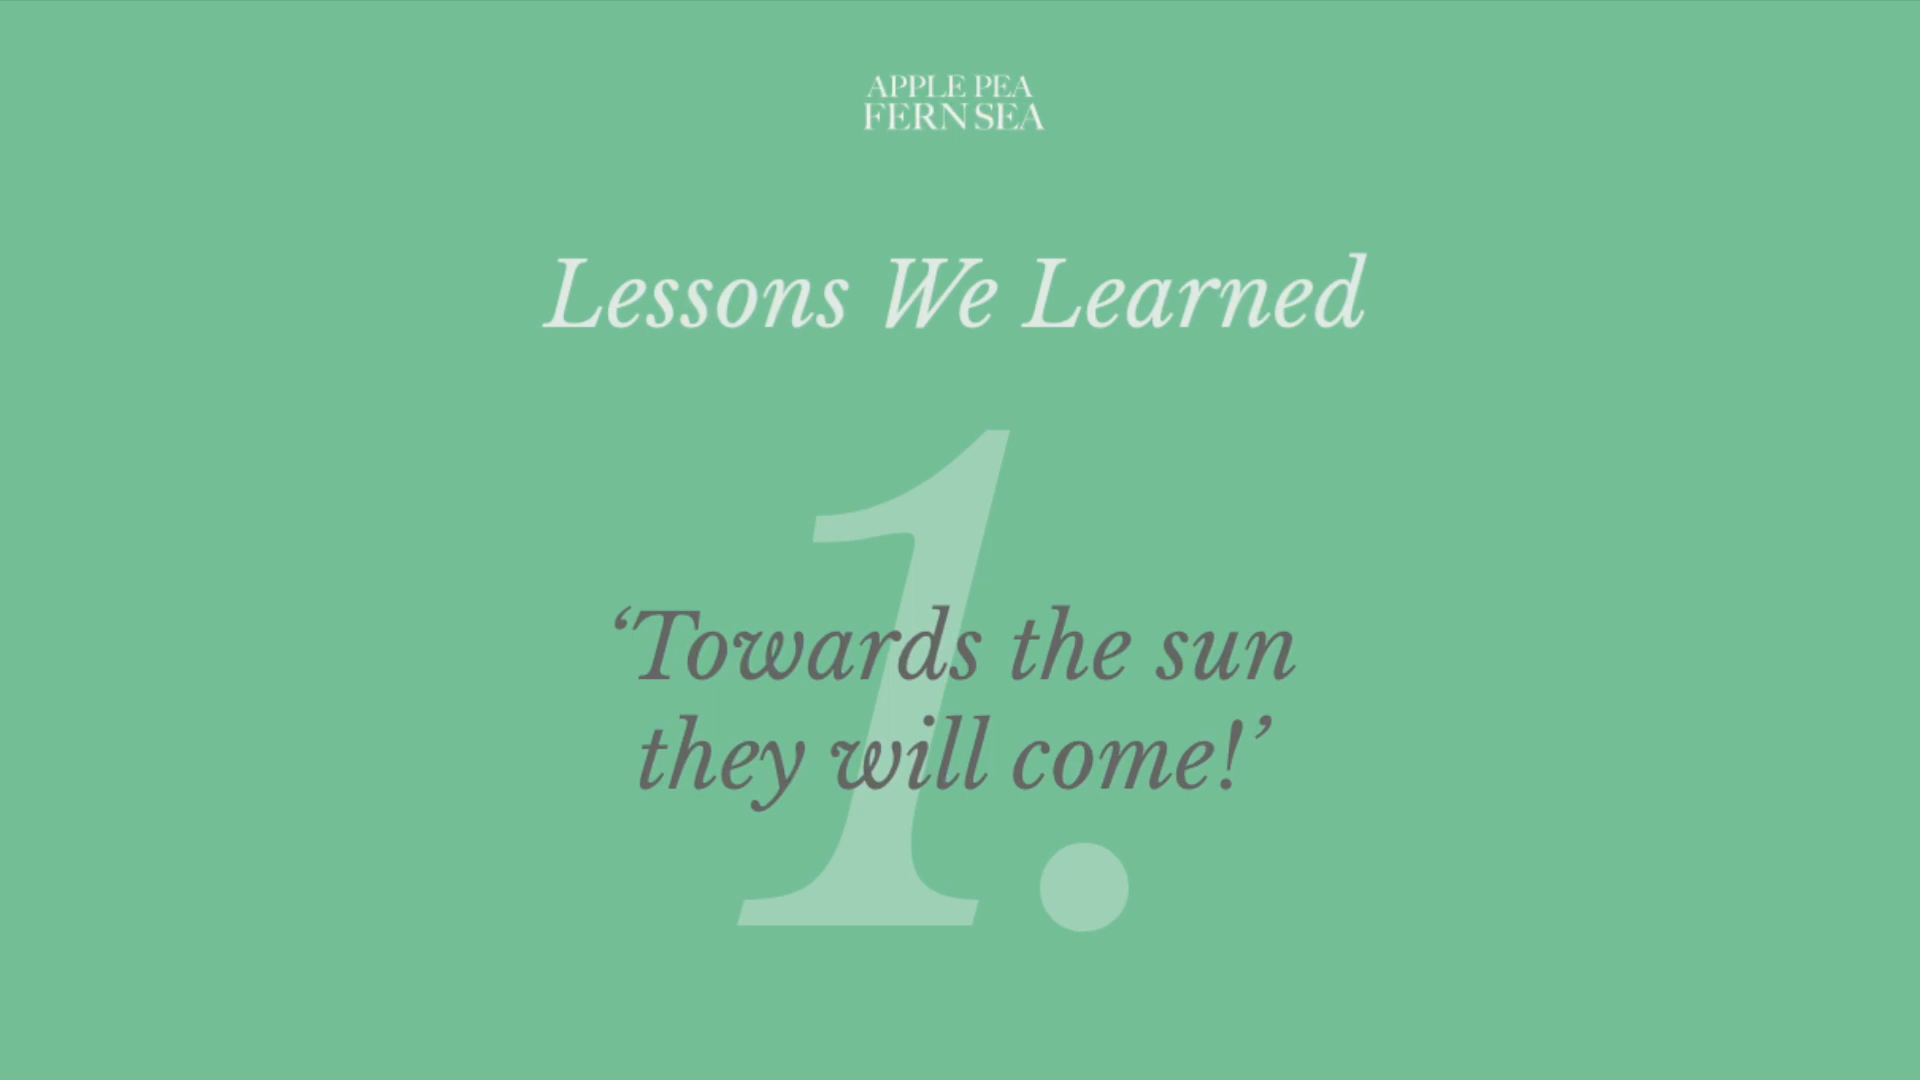 APPLE PEA
FERN SEA
Lessons We Learned
1.
‘Towards the sun
they will come!’